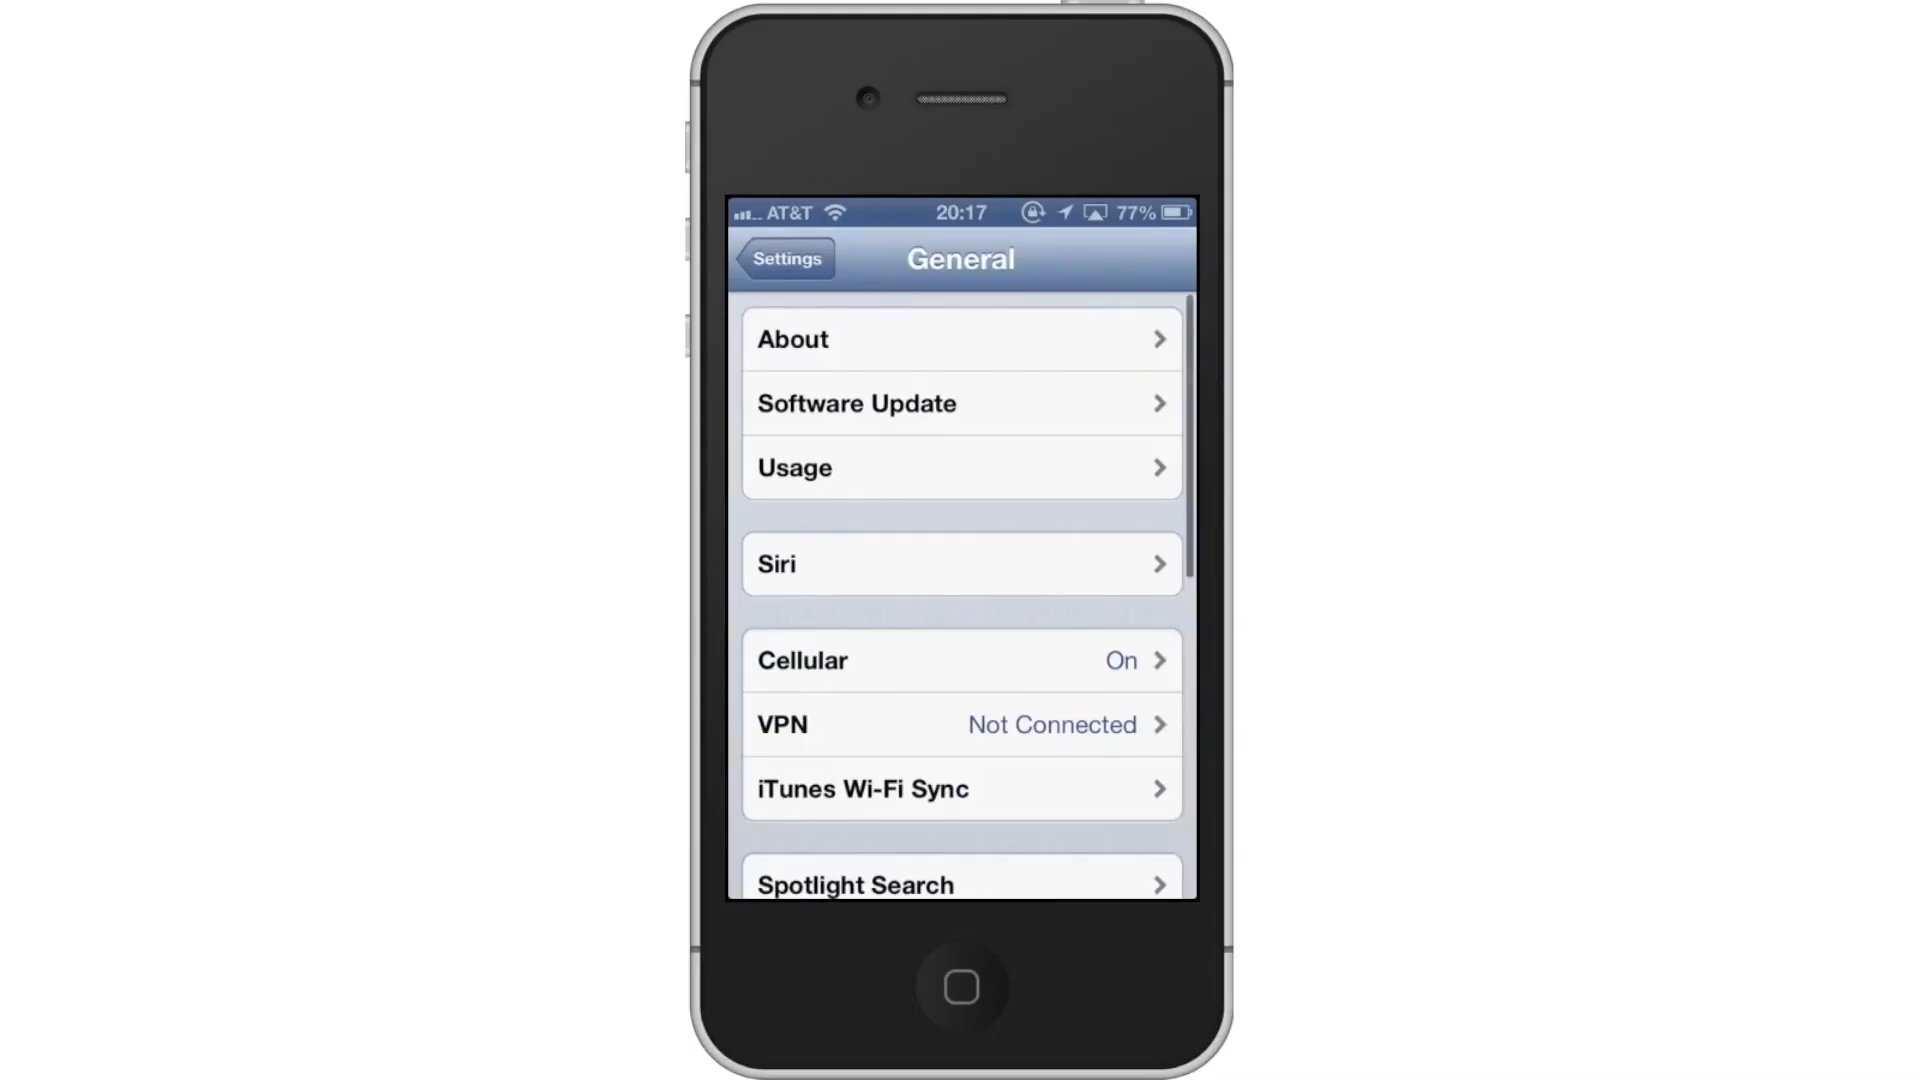 AT&T 20:17 77%
Settings General
About
Software Update
Usage
Siri
Cellular On
VPN Not Connected
iTunes Wi-Fi Sync
Spotlight Search